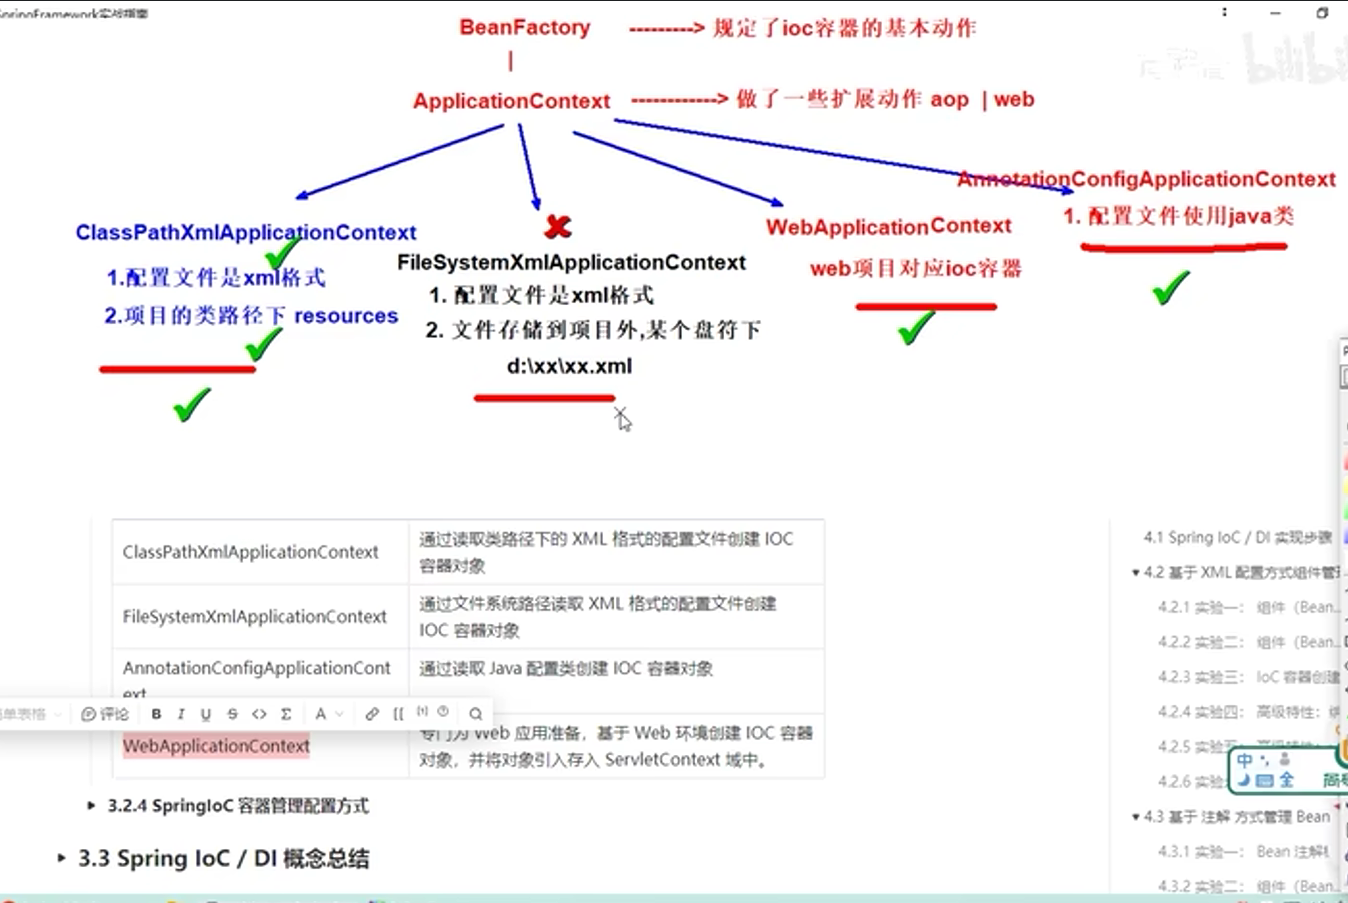 SpringFramework实战指南
BeanFactory ---------> 规定了ioc容器的基本动作
|
ApplicationContext ------------> 做了一些扩展动作 aop | web
bilibili
AnnotationConfigApplicationContext
1. 配置文件使用java类
ClassPathXmlApplicationContext
1.配置文件是xml格式
2.项目的类路径下 resources
FileSystemXmlApplicationContext
1. 配置文件是xml格式
2. 文件存储到项目外,某个盘符下
d:\xx\xx.xml
WebApplicationContext
web项目对应ioc容器
ClassPathXmlApplicationContext
通过读取类路径下的 XML 格式的配置文件创建 IOC
容器对象
FileSystemXmlApplicationContext
通过文件系统路径读取 XML 格式的配置文件创建
IOC 容器对象
AnnotationConfigApplicationCont
ext
通过读取 Java 配置类创建 IOC 容器对象
简单表格
评论 B I U S <> Σ A
WebApplicationContext
专门为 Web 应用准备，基于 Web 环境创建 IOC 容器
对象，并将对象引入存入 ServletContext 域中。
3.2.4 SpringIoC 容器管理配置方式
3.3 Spring IoC / DI 概念总结
4.1 Spring IoC / DI 实现步骤
4.2 基于 XML 配置方式组件管理
4.2.1 实验一： 组件（Bean...
4.2.2 实验二： 组件（Bean...
4.2.3 实验三： IoC 容器创建
4.2.4 实验四： 高级特性：
4.2.5 实验五： 高级特性
4.2.6 实
4.3 基于 注解 方式管理 Bean
4.3.1 实验一： Bean 注解
4.3.2 实验二： 组件（Bean...
中
全